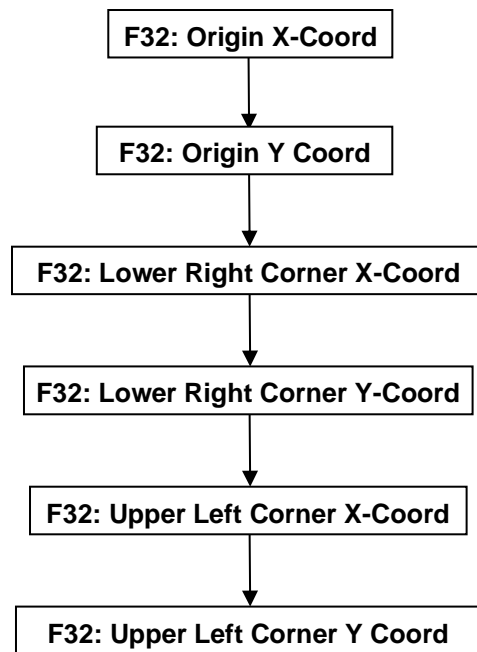 F32: Origin X-Coord
F32: Origin Y Coord
F32: Lower Right Corner X-Coord
F32: Lower Right Corner Y-Coord
F32: Upper Left Corner X-Coord
F32: Upper Left Corner Y Coord